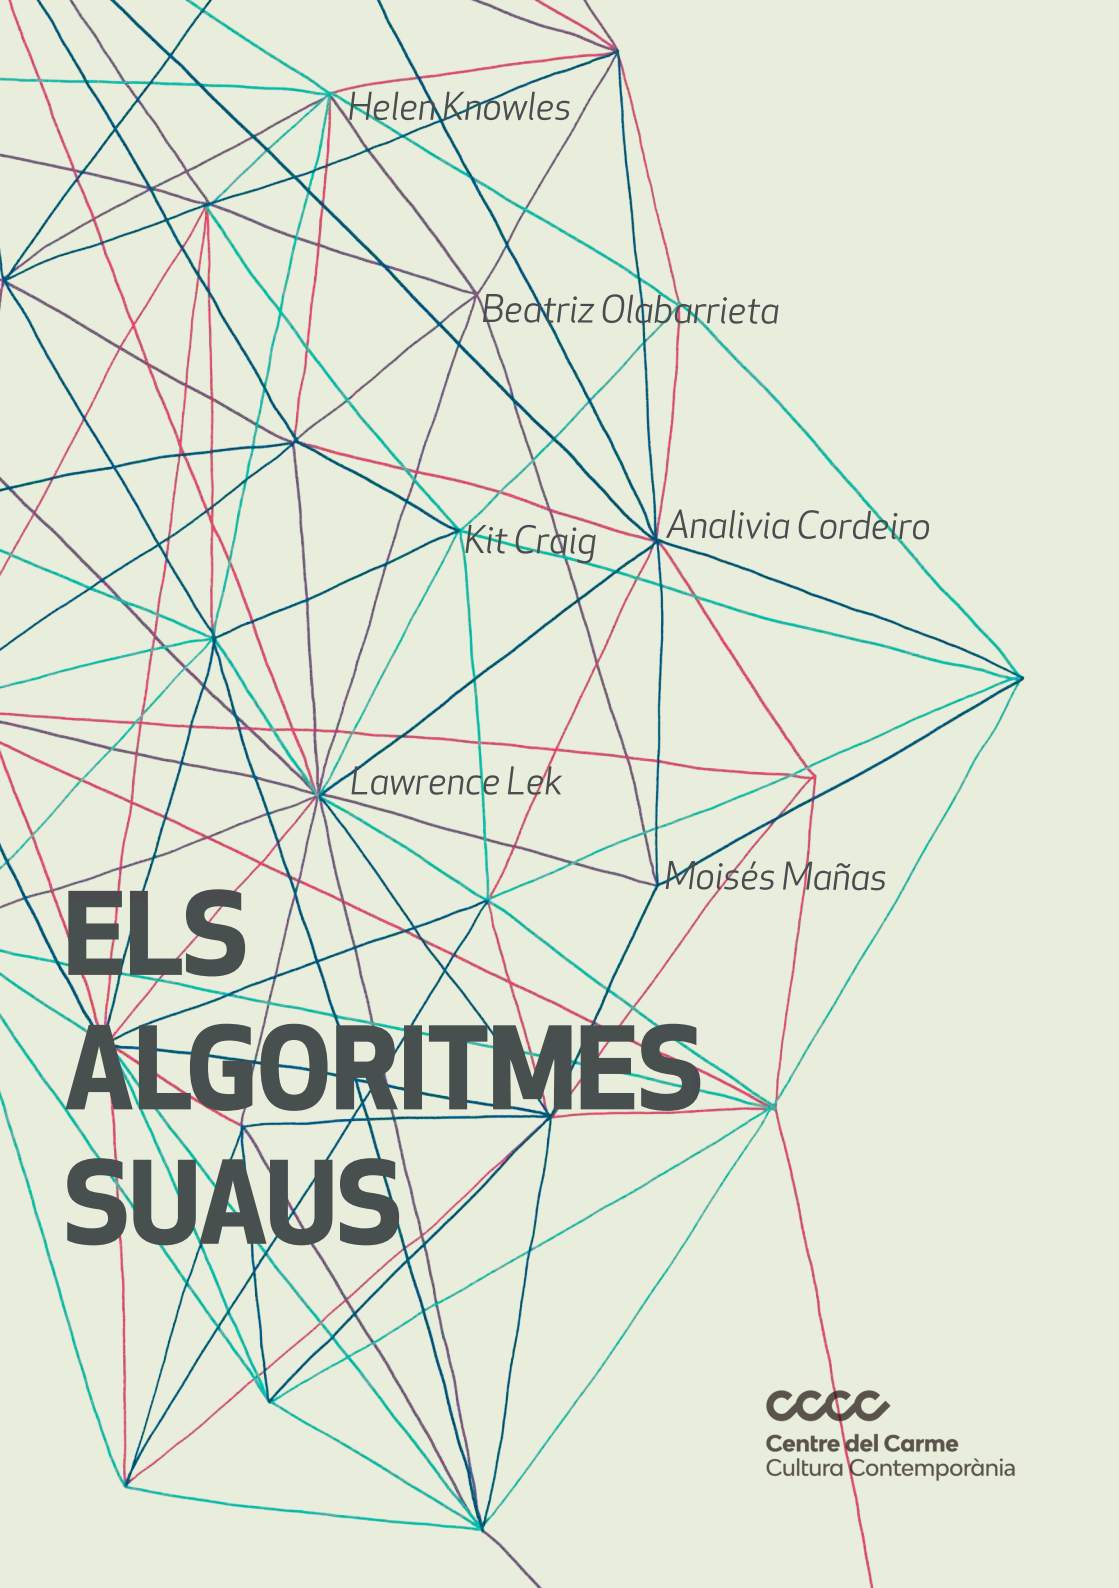 Helen Knowles
Beatriz Olabarrieta
Analivia Cordeiro
Kit Craig
Lawrence Lek
Moisés Mañas
ELS
ALGORITMES
SUAUS
cccc
Centre del Carme
Cultura Contemporània